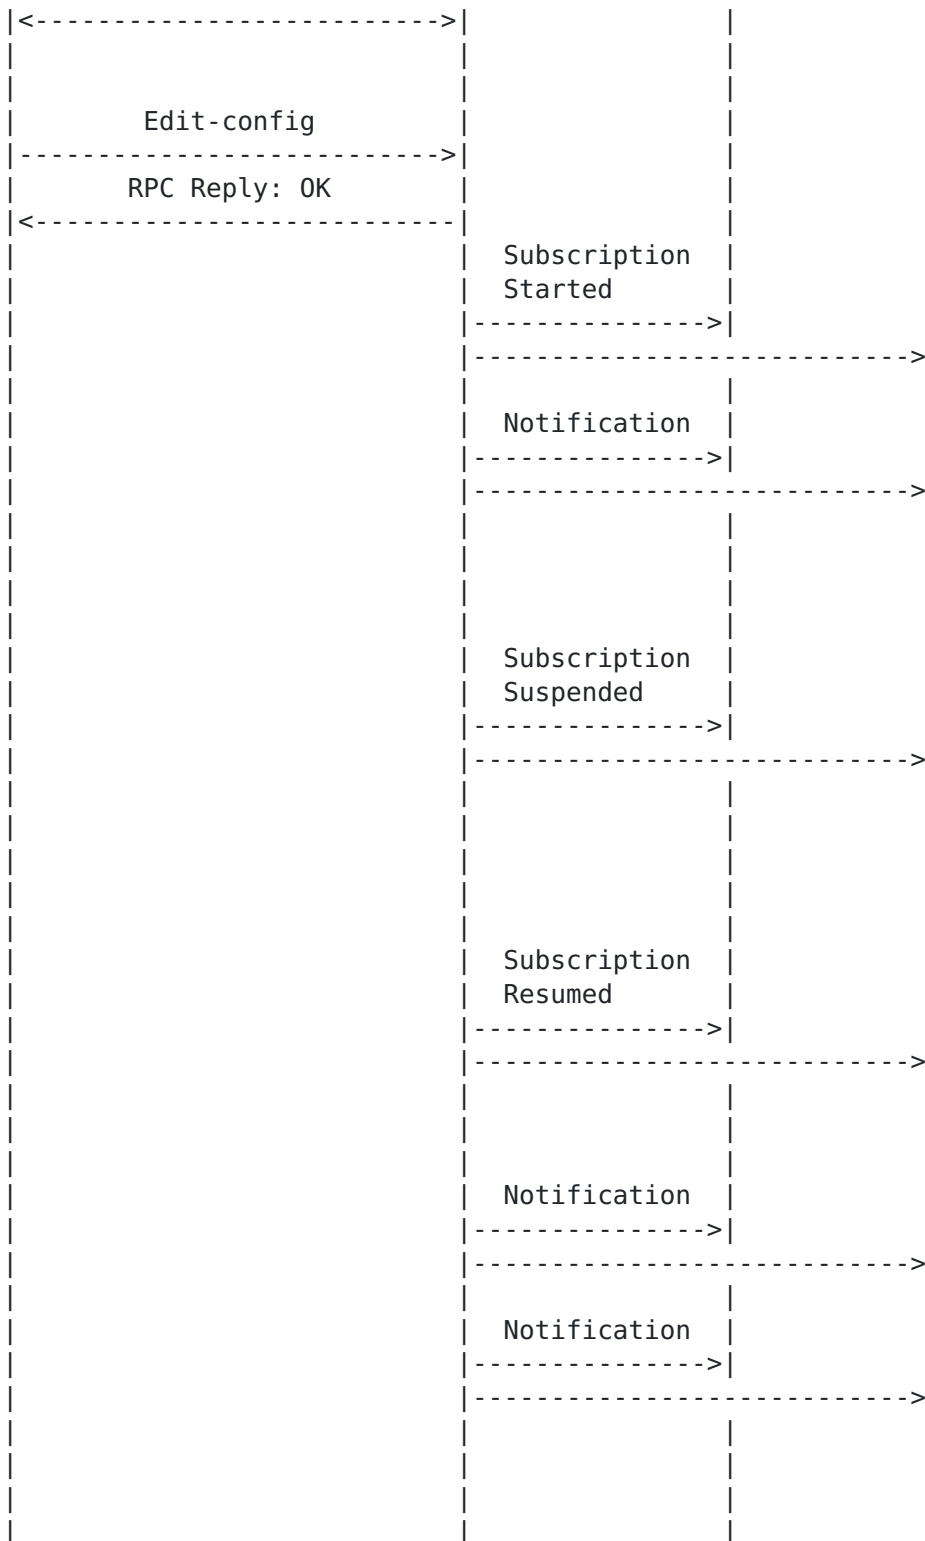 |<--------------------------->|                |
|                             |                |
|                             |                |
|        Edit-config          |                |
|--------------------------->|                |
|       RPC Reply: OK         |                |
|<---------------------------|                |
|                             |  Subscription  |
|                             |  Started       |
|                             |--------------->|
|                             |---------------------------->
|                             |                |
|                             |  Notification  |
|                             |--------------->|
|                             |---------------------------->
|                             |                |
|                             |                |
|                             |                |
|                             |                |
|                             |  Subscription  |
|                             |  Suspended     |
|                             |--------------->|
|                             |---------------------------->
|                             |                |
|                             |                |
|                             |                |
|                             |                |
|                             |                |
|                             |  Subscription  |
|                             |  Resumed       |
|                             |--------------->|
|                             |---------------------------->
|                             |                |
|                             |                |
|                             |                |
|                             |  Notification  |
|                             |--------------->|
|                             |---------------------------->
|                             |                |
|                             |  Notification  |
|                             |--------------->|
|                             |---------------------------->
|                             |                |
|                             |                |
|                             |                |
|                             |                |